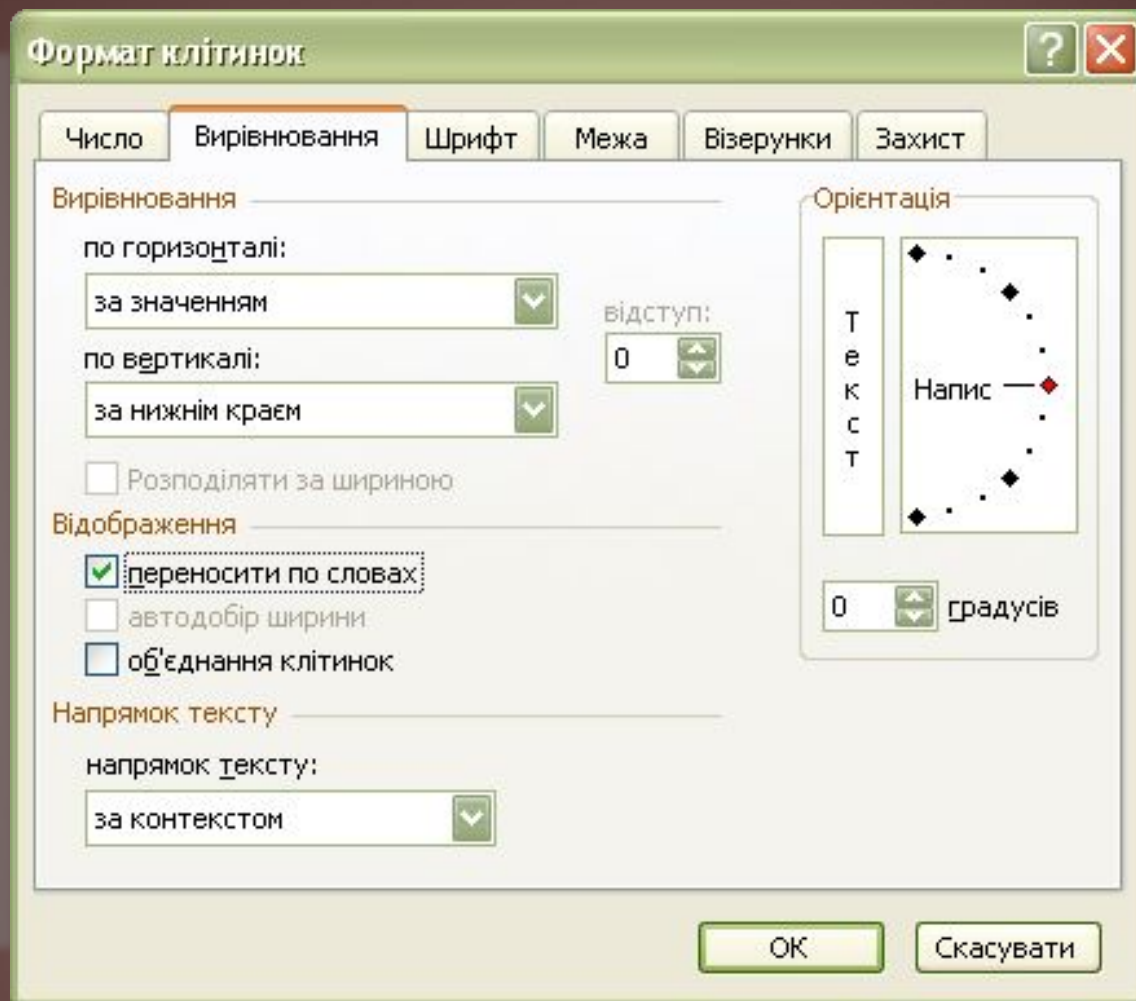 Формат клітинок
?
Число Вирівнювання Шрифт Межа Візерунки Захист
Вирівнювання
по горизонталі:
за значенням
відступ:
по вертикалі:
0
за нижнім краєм
Розподіляти за шириною
Відображення
переносити по словах
автодобір ширини
об'єднання клітинок
Напрямок тексту
напрямок тексту:
за контекстом
Орієнтація
Текст
Напис
0 градусів
ОК Скасувати